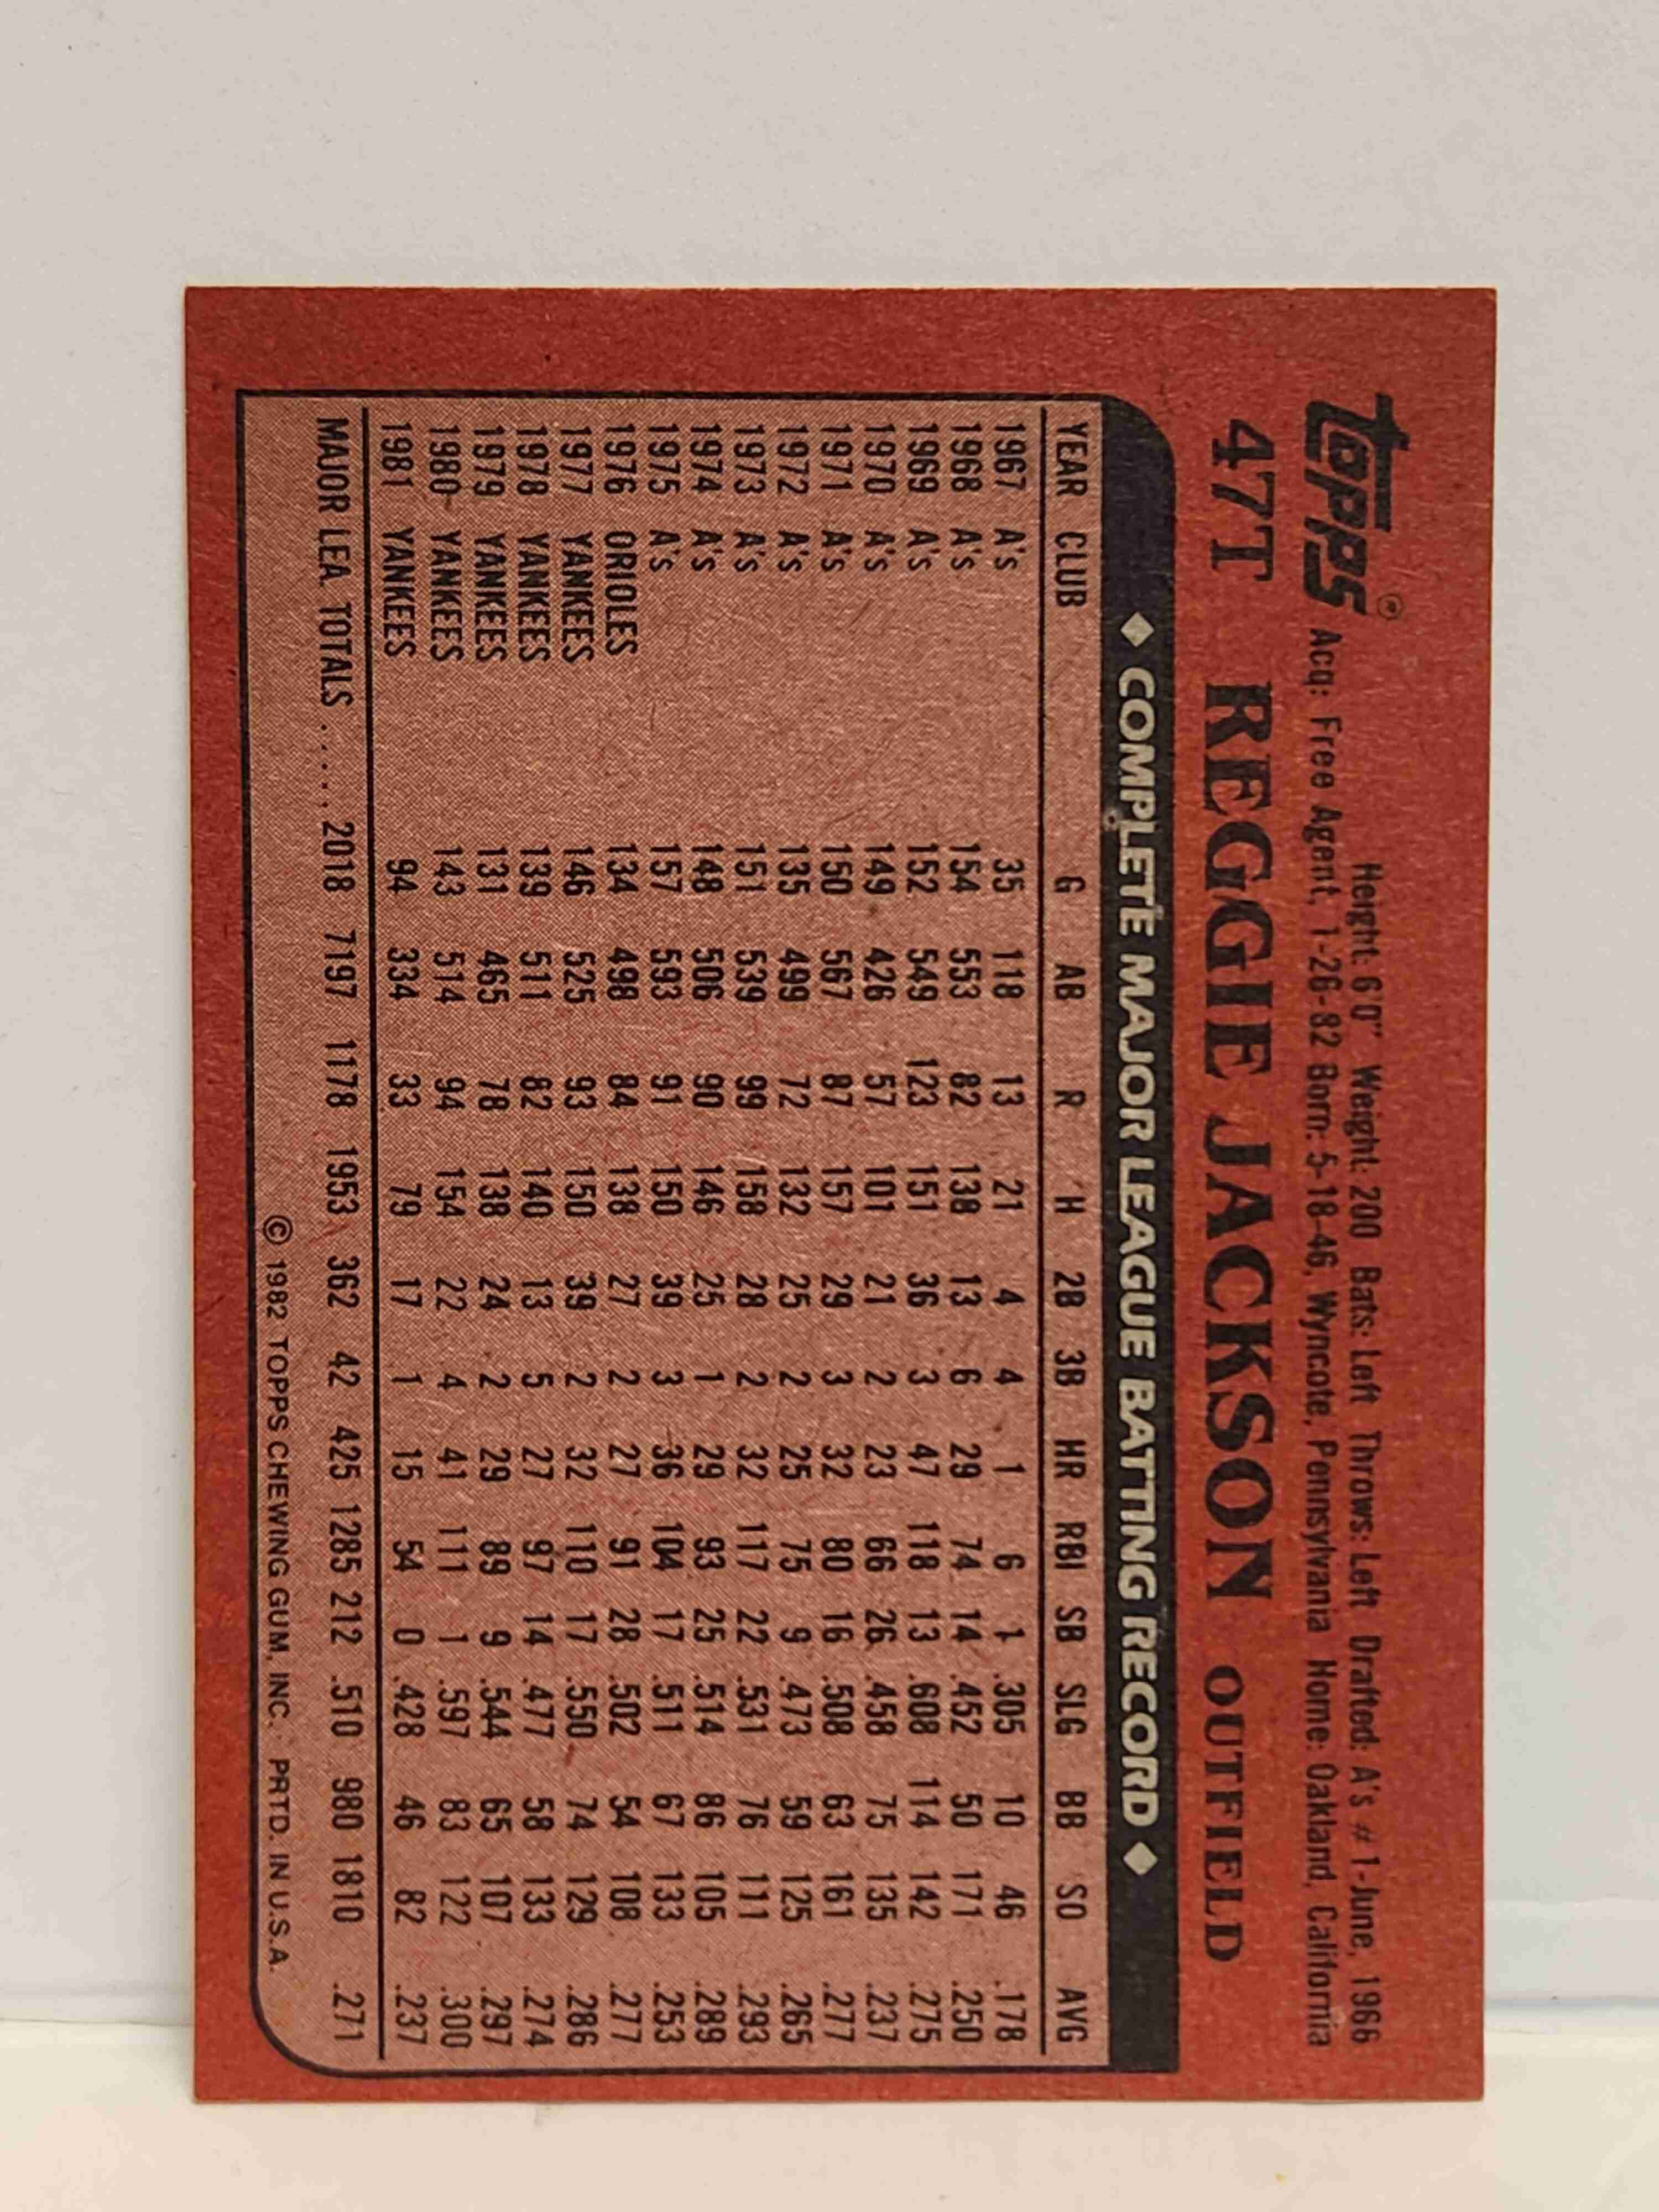 Topps®
Height: 6'0" Weight: 200 Bats: Left Throws: Left Drafted: A's #1-June, 1966
Acq: Free Agent, 1-26-82 Born: 5-18-46, Wyncote, Pennsylvania Home: Oakland, California
47T REGGIE JACKSON OUTFIELD
◆ COMPLETE MAJOR LEAGUE BATTING RECORD ◆
YEAR CLUB G AB R H 2B 3B HR RBI SB SLG BB SO AVG
1967 A's 35 118 13 21 4 4 1 6 1 .305 10 46 .178
1968 A's 154 553 82 138 13 6 29 74 14 .452 50 171 .250
1969 A's 152 549 123 151 36 3 47 118 13 .608 114 142 .275
1970 A's 149 426 57 101 21 2 23 66 26 .458 75 135 .237
1971 A's 150 567 87 157 29 3 32 80 16 .508 63 161 .277
1972 A's 135 499 72 132 25 2 25 75 9 .473 59 125 .265
1973 A's 151 539 99 158 28 2 32 117 22 .531 76 111 .293
1974 A's 148 506 90 146 25 1 29 93 25 .514 86 105 .289
1975 A's 157 593 91 150 39 3 36 104 17 .511 67 133 .253
1976 ORIOLES 134 498 84 138 27 2 27 91 28 .502 54 108 .277
1977 YANKEES 146 525 93 150 39 2 32 110 17 .550 74 129 .286
1978 YANKEES 139 511 82 140 13 5 27 97 14 .477 58 133 .274
1979 YANKEES 131 465 78 138 24 2 29 89 9 .544 65 107 .297
1980 YANKEES 143 514 94 154 22 4 41 111 1 .597 83 122 .300
1981 YANKEES 94 334 33 79 17 1 15 54 0 .428 46 82 .237
MAJOR LEA. TOTALS ...... 2018 7197 1178 1953 362 42 425 1285 212 .510 980 1810 .271
© 1982 TOPPS CHEWING GUM, INC. PRTD. IN U.S.A.